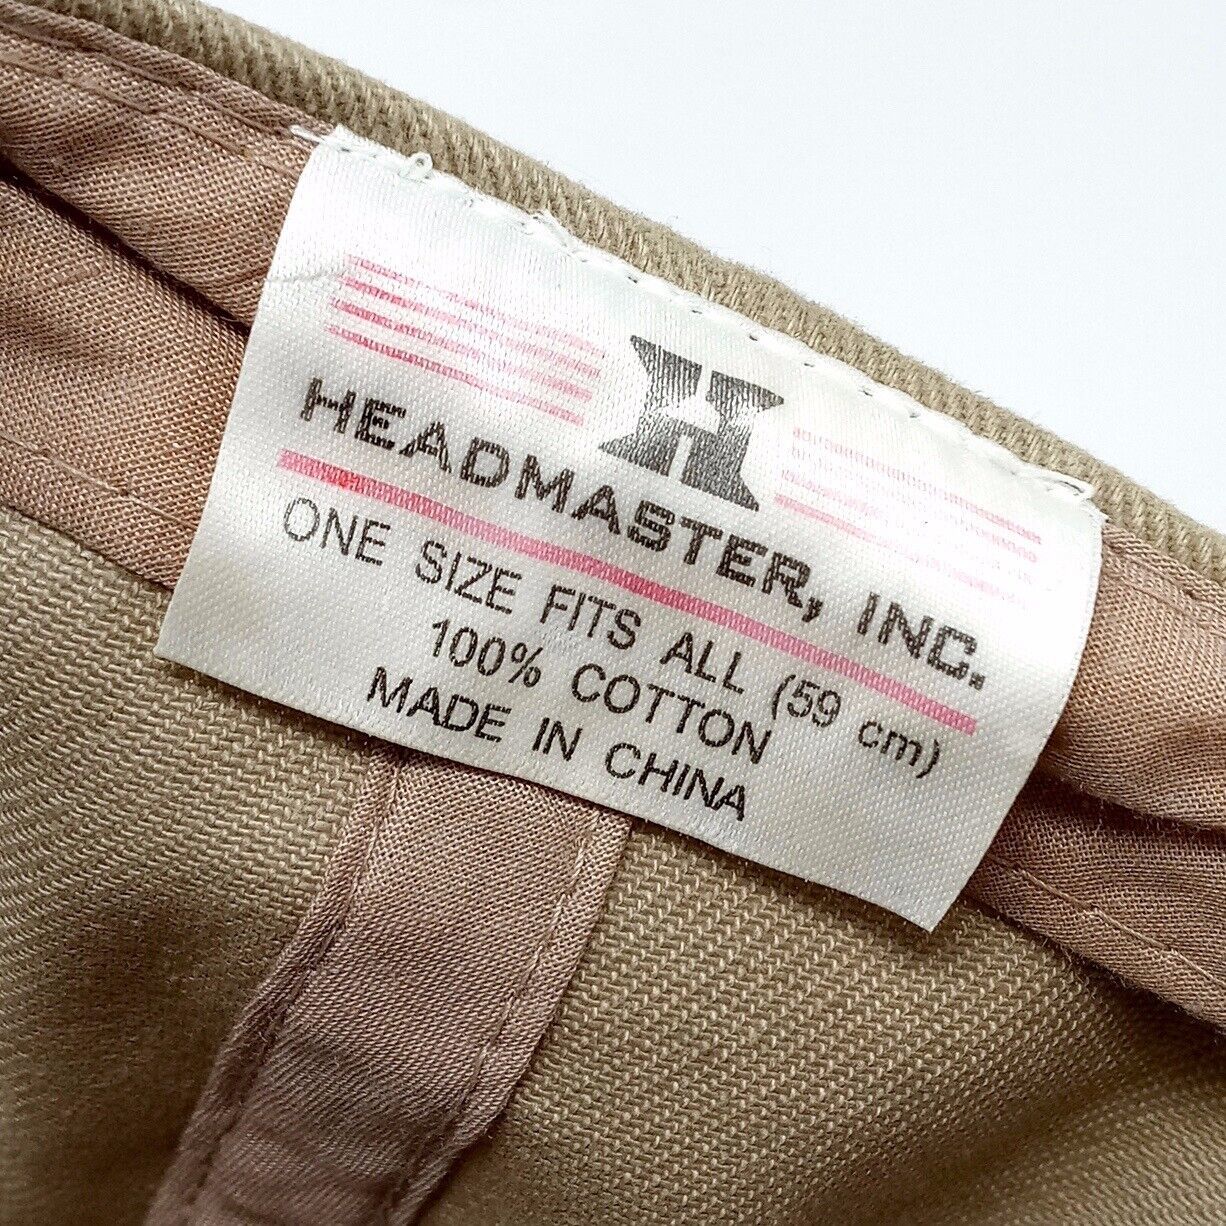 H
HEADMASTER, INC.
ONE SIZE FITS ALL (59 cm)
100% COTTON
MADE IN CHINA